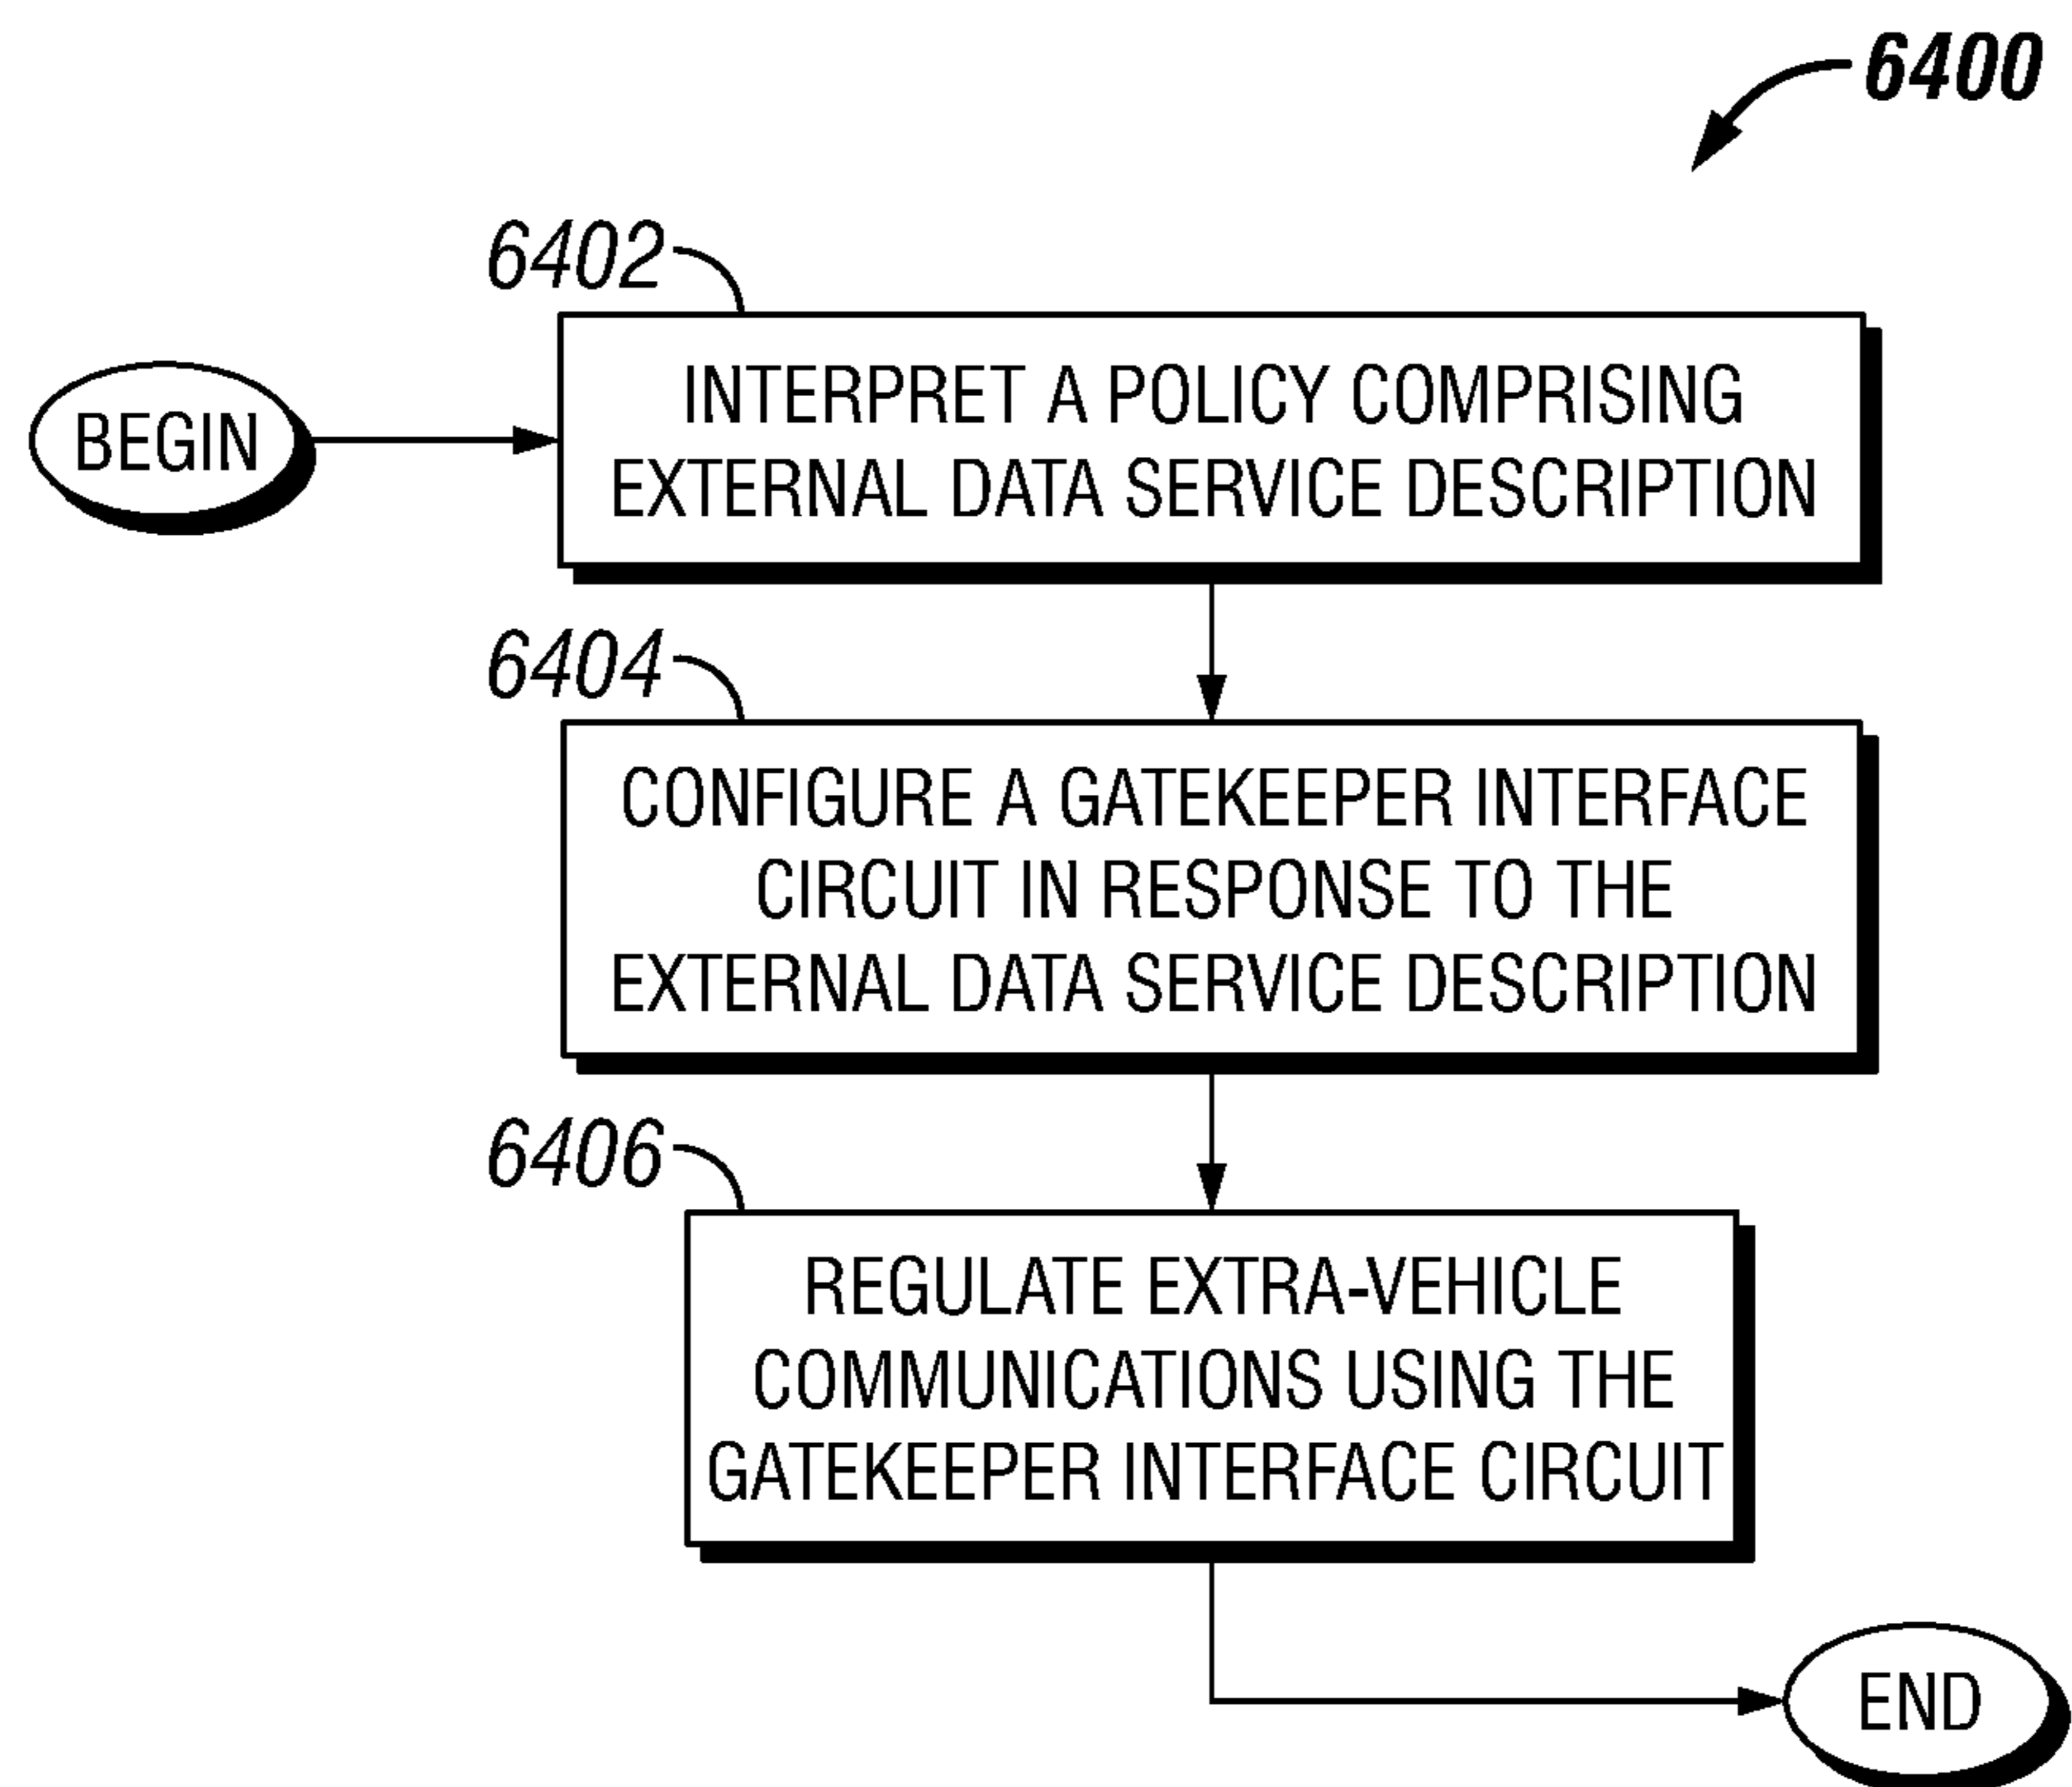 6400
6402
BEGIN
INTERPRET A POLICY COMPRISING
EXTERNAL DATA SERVICE DESCRIPTION
6404
CONFIGURE A GATEKEEPER INTERFACE
CIRCUIT IN RESPONSE TO THE
EXTERNAL DATA SERVICE DESCRIPTION
6406
REGULATE EXTRA-VEHICLE
COMMUNICATIONS USING THE
GATEKEEPER INTERFACE CIRCUIT
END